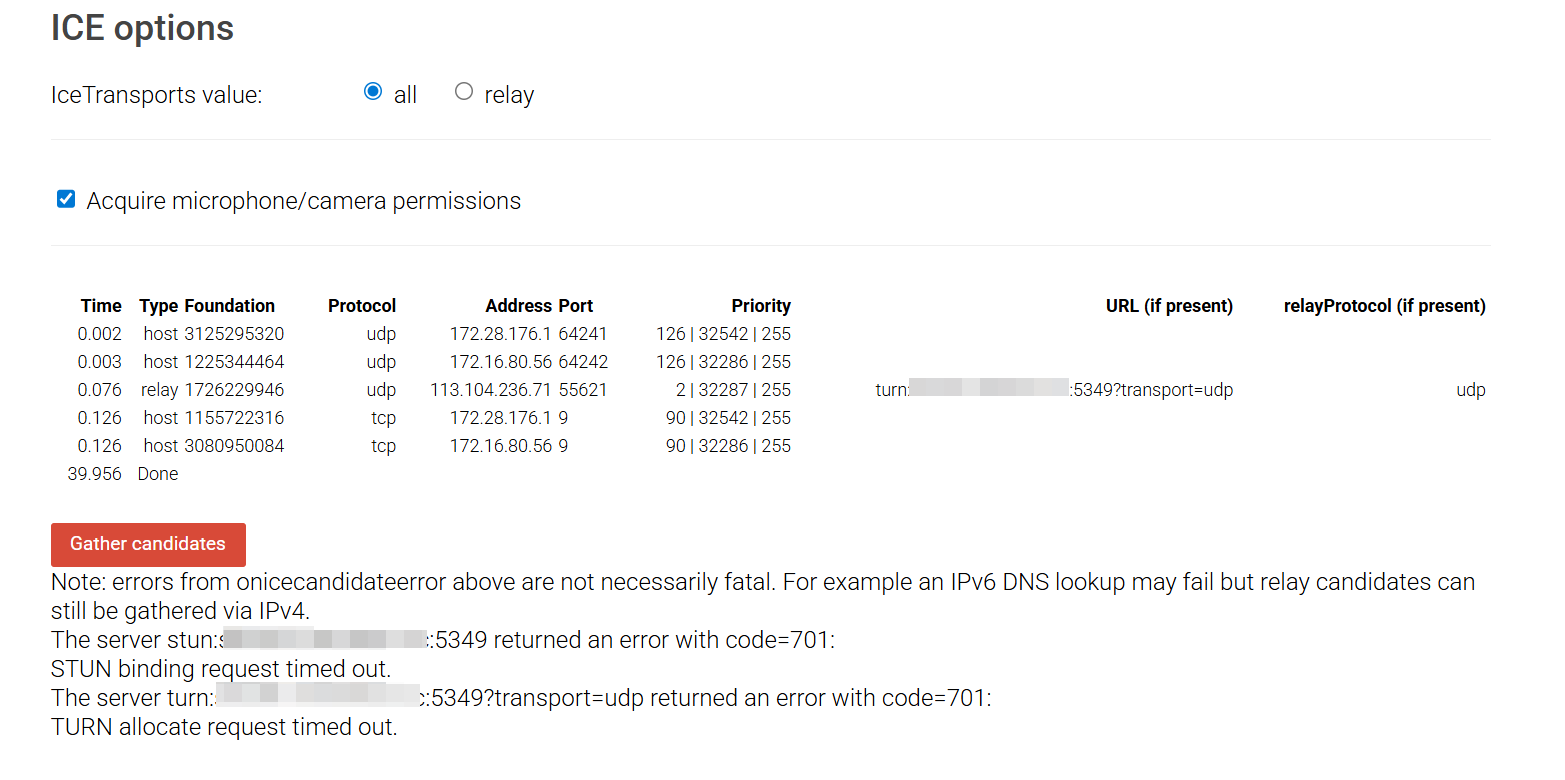 ICE options
IceTransports value: all relay
Acquire microphone/camera permissions
Time Type Foundation Protocol Address Port Priority URL (if present) relayProtocol (if present)
0.002 host 3125295320 udp 172.28.176.1 64241 126 | 32542 | 255
0.003 host 1225344464 udp 172.16.80.56 64242 126 | 32286 | 255
0.076 relay 1726229946 udp 113.104.236.71 55621 2 | 32287 | 255 turn: :5349?transport=udp udp
0.126 host 1155722316 tcp 172.28.176.1 9 90 | 32542 | 255
0.126 host 3080950084 tcp 172.16.80.56 9 90 | 32286 | 255
39.956 Done
Gather candidates
Note: errors from onicecandidateerror above are not necessarily fatal. For example an IPv6 DNS lookup may fail but relay candidates can
still be gathered via IPv4.
The server stun: :5349 returned an error with code=701:
STUN binding request timed out.
The server turn: :5349?transport=udp returned an error with code=701:
TURN allocate request timed out.